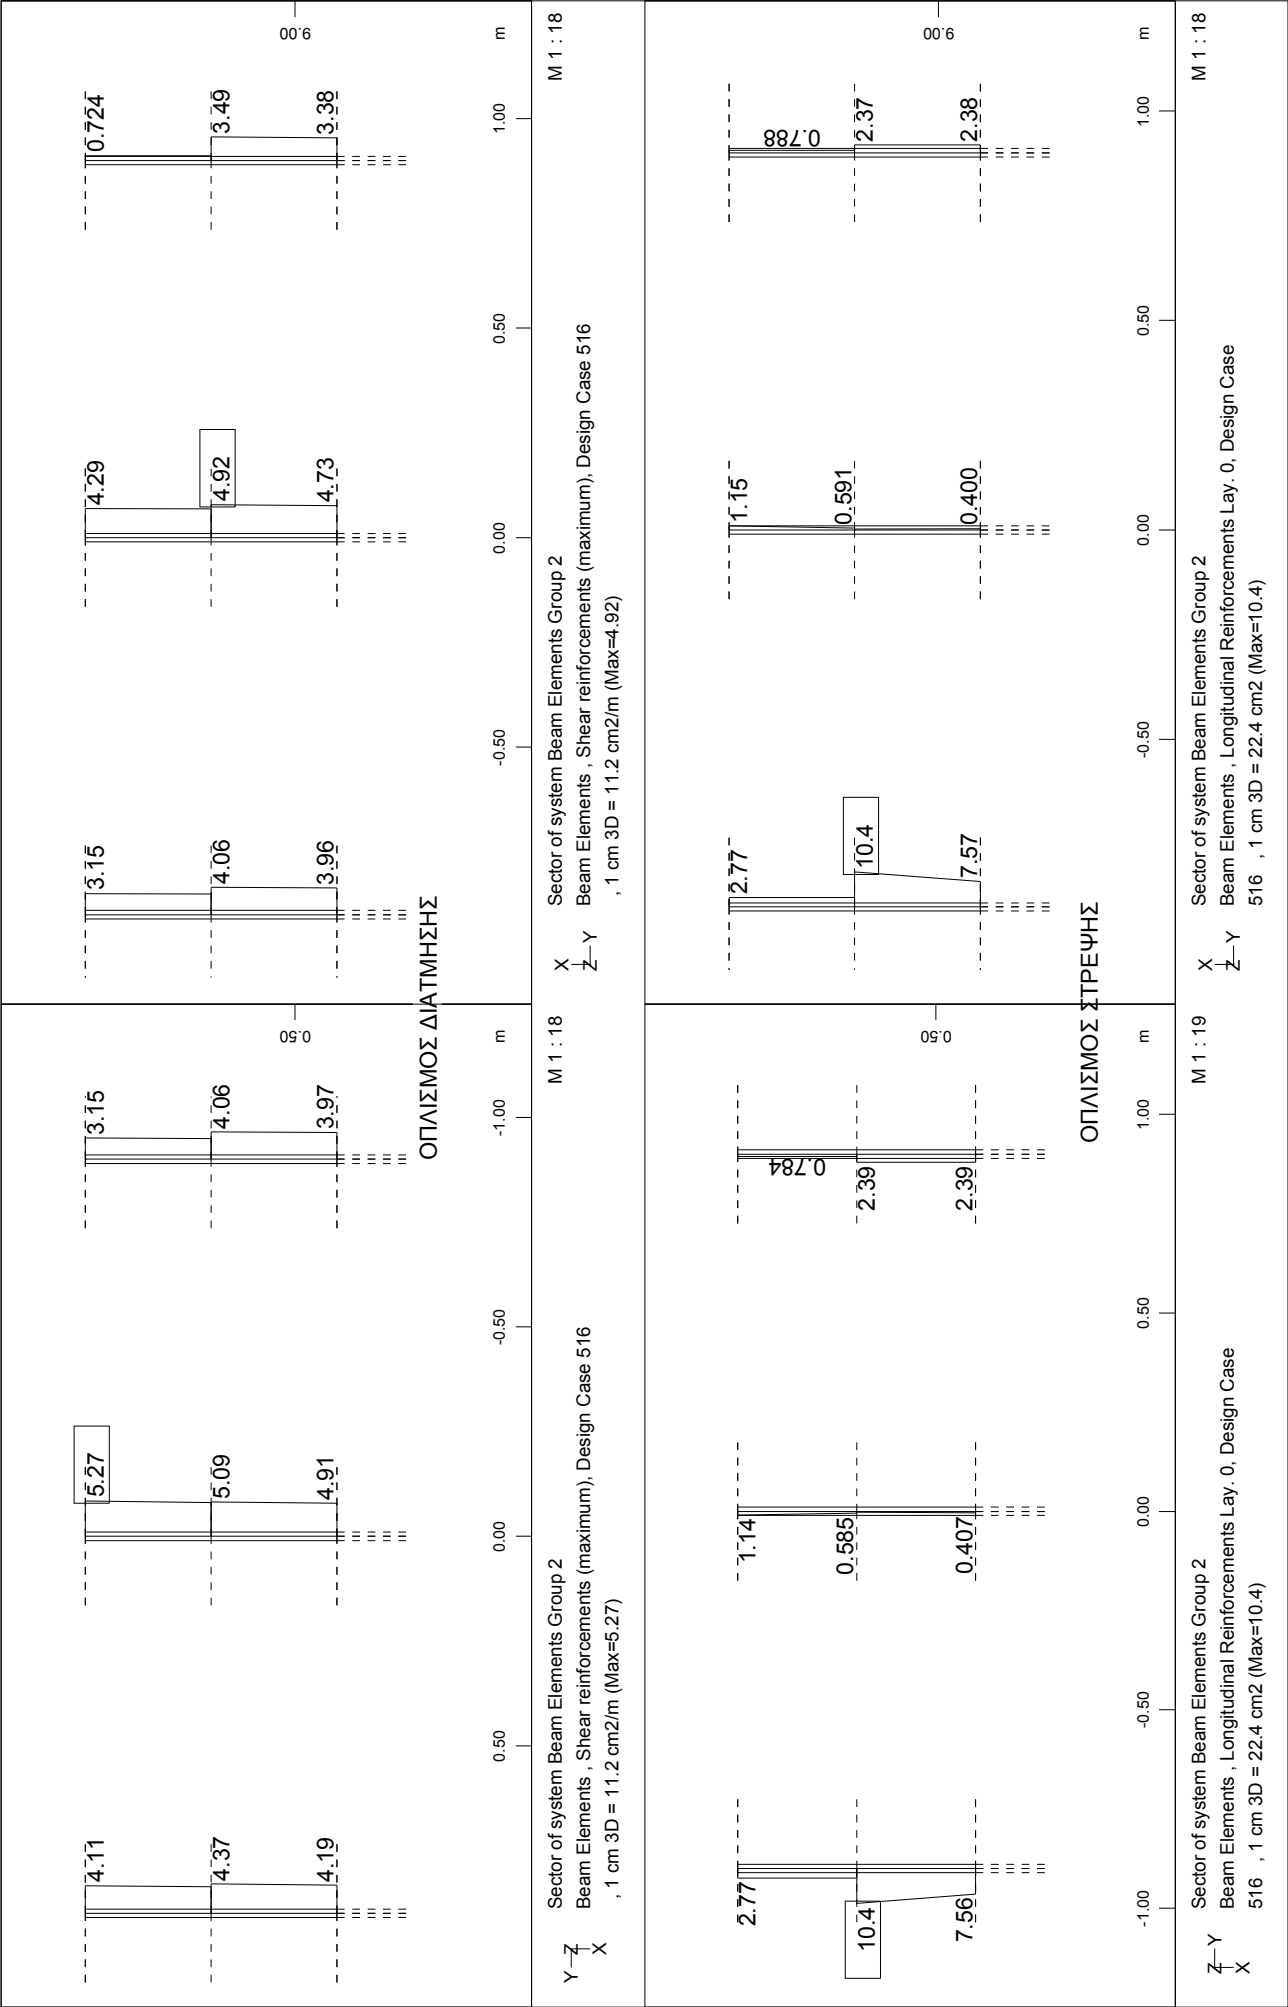 4.11 5.27 3.15
4.37 5.09 4.06
0.50
4.19 4.91 3.97
0.50 0.00 -0.50 -1.00 m
Y Z X
Sector of system Beam Elements Group 2
M 1 : 18
Beam Elements , Shear reinforcements (maximum), Design Case 516
, 1 cm 3D = 11.2 cm2/m (Max=5.27)
3.15 4.29 0.724
4.06 4.92 3.49
9.00
3.96 4.73 3.38
-0.50 0.00 0.50 1.00 m
X Z Y
Sector of system Beam Elements Group 2
M 1 : 18
Beam Elements , Shear reinforcements (maximum), Design Case 516
, 1 cm 3D = 11.2 cm2/m (Max=4.92)
ΟΠΛΙΣΜΟΣ ΔΙΑΤΜΗΣΗΣ
2.77 1.14 0.784
10.4 0.585 2.39
0.50
7.56 0.407 2.39
-1.00 -0.50 0.00 0.50 1.00 m
Z Y X
Sector of system Beam Elements Group 2
M 1 : 19
Beam Elements , Longitudinal Reinforcements Lay. 0, Design Case
516 , 1 cm 3D = 22.4 cm2 (Max=10.4)
2.77 1.15 0.788
10.4 0.591 2.37
9.00
7.57 0.400 2.38
-0.50 0.00 0.50 1.00 m
X Z Y
Sector of system Beam Elements Group 2
M 1 : 18
Beam Elements , Longitudinal Reinforcements Lay. 0, Design Case
516 , 1 cm 3D = 22.4 cm2 (Max=10.4)
ΟΠΛΙΣΜΟΣ ΣΤΡΕΨΗΣ